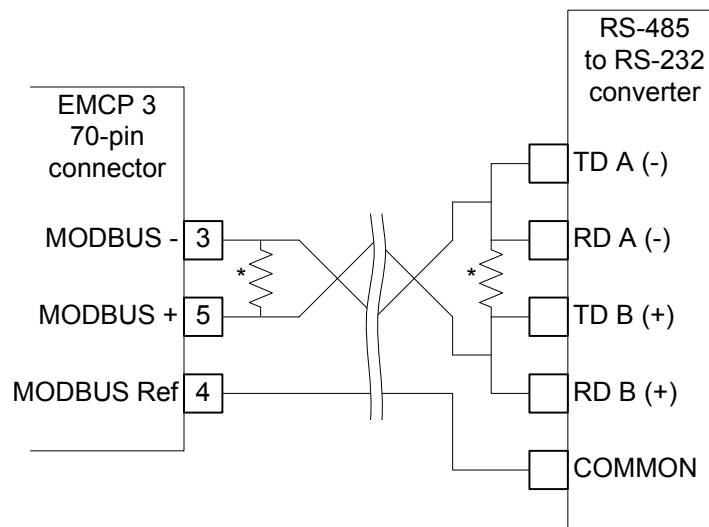 EMCP 3
70-pin
connector
MODBUS -
3
*
MODBUS +
5
MODBUS Ref
4
RS-485
to RS-232
converter
TD A (-)
RD A (-)
*
TD B (+)
RD B (+)
COMMON